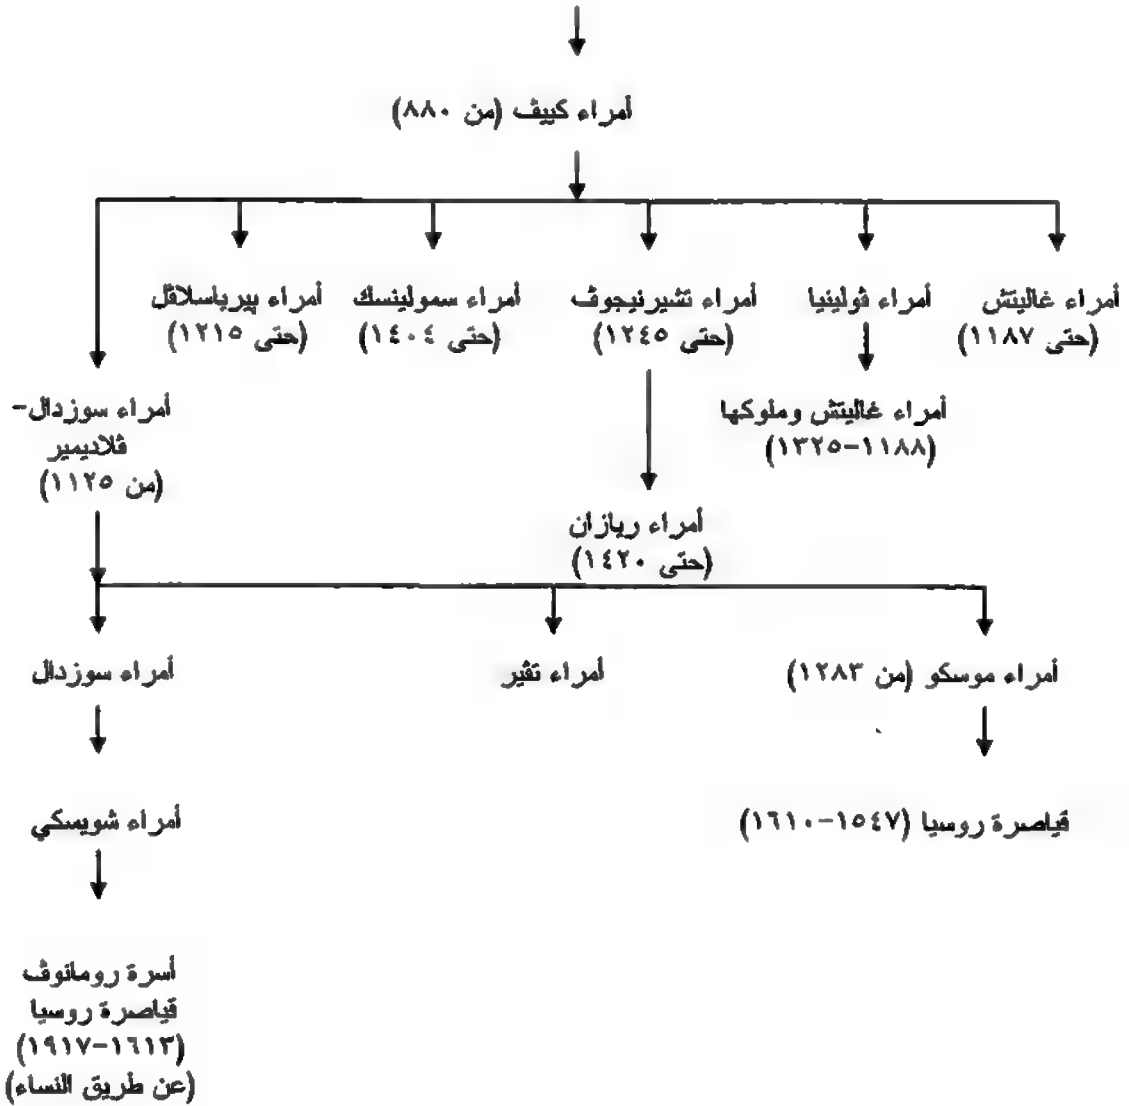 أمراء كييڤ (من ٨٨٠)
أمراء غاليتش
(حتى ١١٨٧)
أمراء ڤولينيا
أمراء تشيرنيجوڤ
(حتى ١٢٤٥)
أمراء سمولينسك
(حتى ١٤٠٤)
أمراء بيرياسلاڤل
(حتى ١٢١٥)
أمراء غاليتش وملوكها
(١١٨٨-١٣٢٥)
أمراء سوزدال-
ڤلاديمير
(من ١١٢٥)
أمراء ريازان
(حتى ١٤٢٠)
أمراء موسكو (من ١٢٨٣)
أمراء تڤير
أمراء سوزدال
قياصرة روسيا (١٥٤٧-١٦١٠)
أمراء شويسكي
أسرة رومانوڤ
قياصرة روسيا
(١٦١٣-١٩١٧)
(عن طريق النساء)